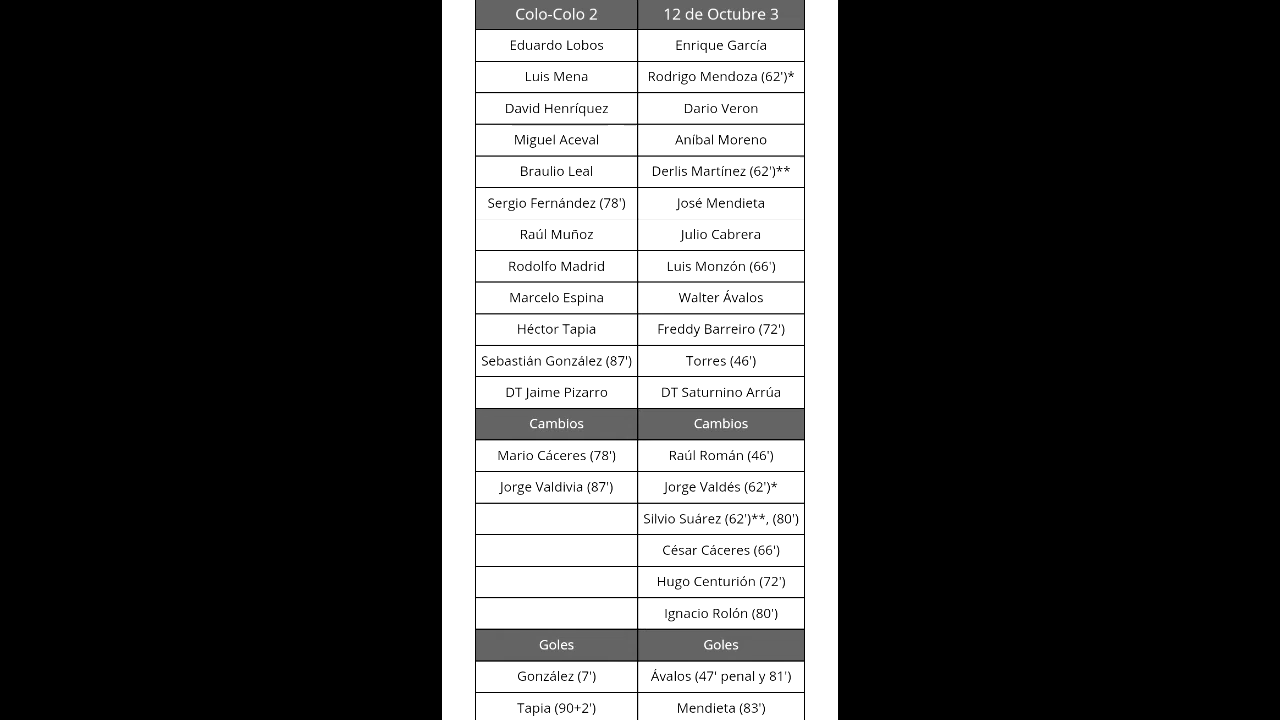 Colo-Colo 2 12 de Octubre 3
Eduardo Lobos Enrique García
Luis Mena Rodrigo Mendoza (62')*
David Henríquez Dario Veron
Miguel Aceval Aníbal Moreno
Braulio Leal Derlis Martínez (62')**
Sergio Fernández (78') José Mendieta
Raúl Muñoz Julio Cabrera
Rodolfo Madrid Luis Monzón (66')
Marcelo Espina Walter Ávalos
Héctor Tapia Freddy Barreiro (72')
Sebastián González (87') Torres (46')
DT Jaime Pizarro DT Saturnino Arrúa
Cambios Cambios
Mario Cáceres (78') Raúl Román (46')
Jorge Valdivia (87') Jorge Valdés (62')*
Silvio Suárez (62')**, (80')
César Cáceres (66')
Hugo Centurión (72')
Ignacio Rolón (80')
Goles Goles
González (7') Ávalos (47' penal y 81')
Tapia (90+2') Mendieta (83')